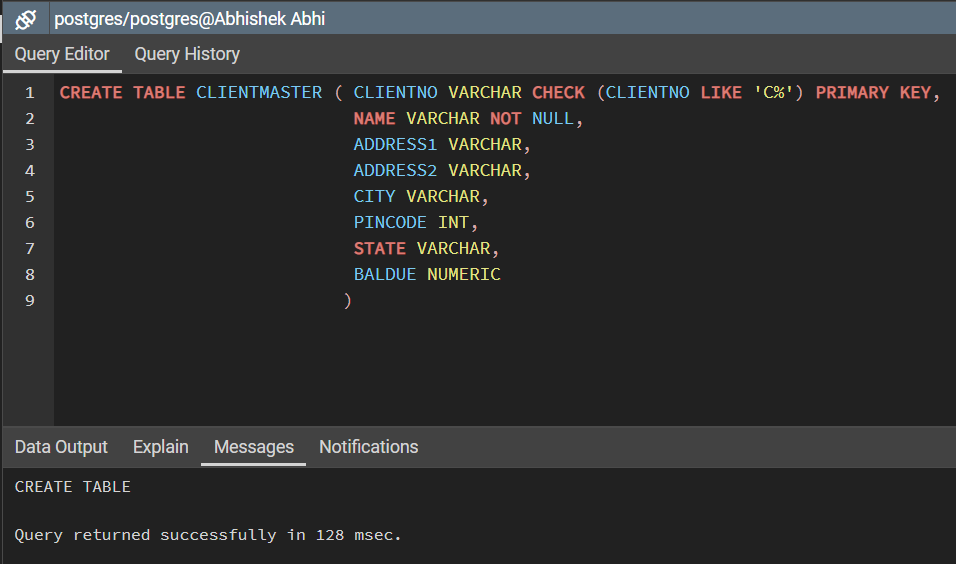 postgres/postgres@Abhishek Abhi
Query Editor Query History
1 CREATE TABLE CLIENTMASTER ( CLIENTNO VARCHAR CHECK (CLIENTNO LIKE 'C%') PRIMARY KEY,
2 NAME VARCHAR NOT NULL,
3 ADDRESS1 VARCHAR,
4 ADDRESS2 VARCHAR,
5 CITY VARCHAR,
6 PINCODE INT,
7 STATE VARCHAR,
8 BALDUE NUMERIC
9 )
Data Output Explain Messages Notifications
CREATE TABLE
Query returned successfully in 128 msec.